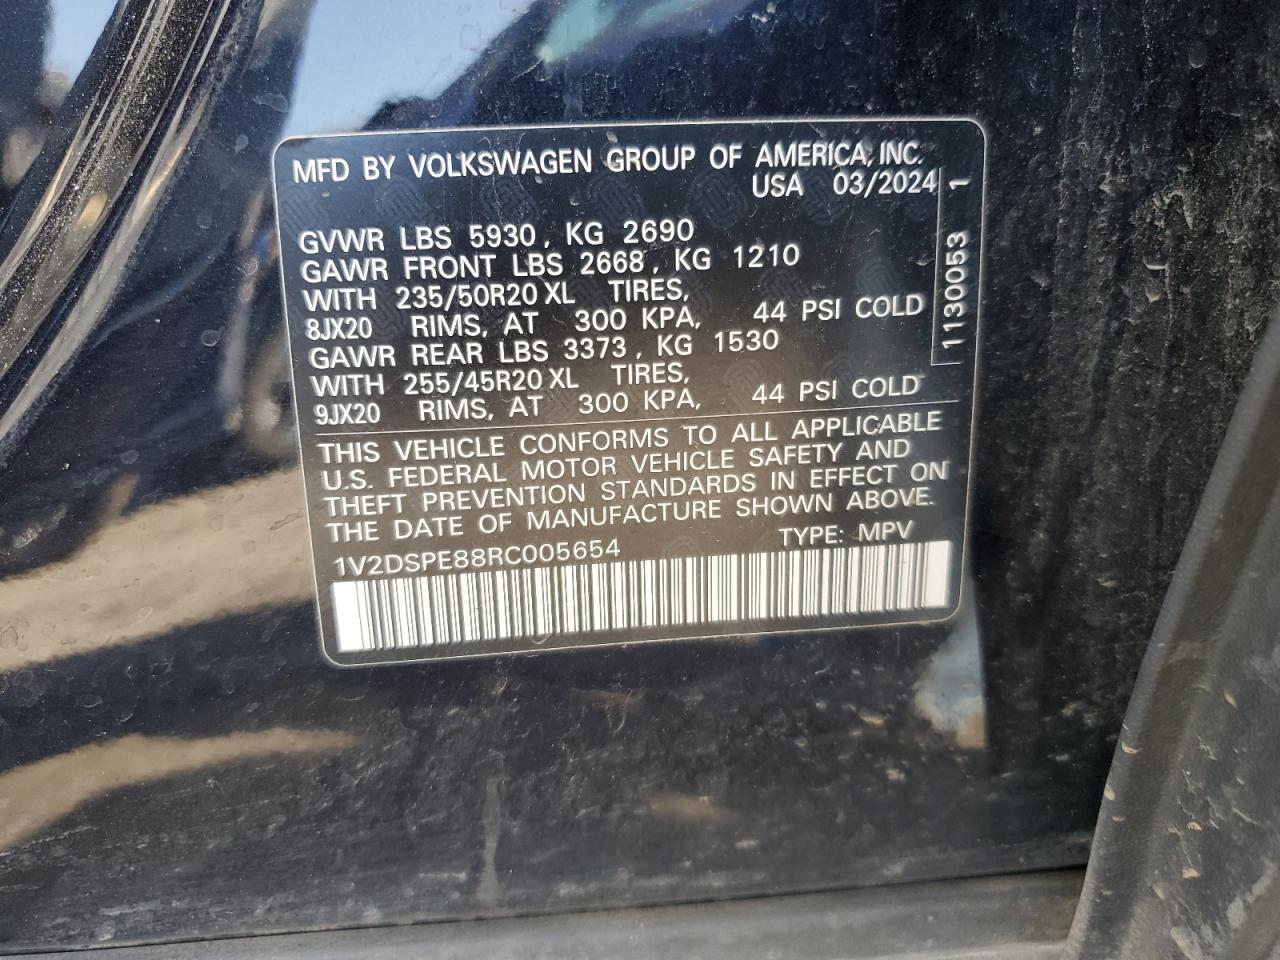 MFD BY VOLKSWAGEN GROUP OF AMERICA, INC.
USA 03/2024
GVWR LBS 5930, KG 2690
GAWR FRONT LBS 2668, KG 1210
WITH 235/50R20 XL TIRES,
8JX20 RIMS, AT 300 KPA, 44 PSI COLD
GAWR REAR LBS 3373, KG 1530
WITH 255/45R20 XL TIRES,
9JX20 RIMS, AT 300 KPA, 44 PSI COLD
THIS VEHICLE CONFORMS TO ALL APPLICABLE
U.S. FEDERAL MOTOR VEHICLE SAFETY AND
THEFT PREVENTION STANDARDS IN EFFECT ON
THE DATE OF MANUFACTURE SHOWN ABOVE.
1V2DSPE88RC005654 TYPE: MPV
1130053 1